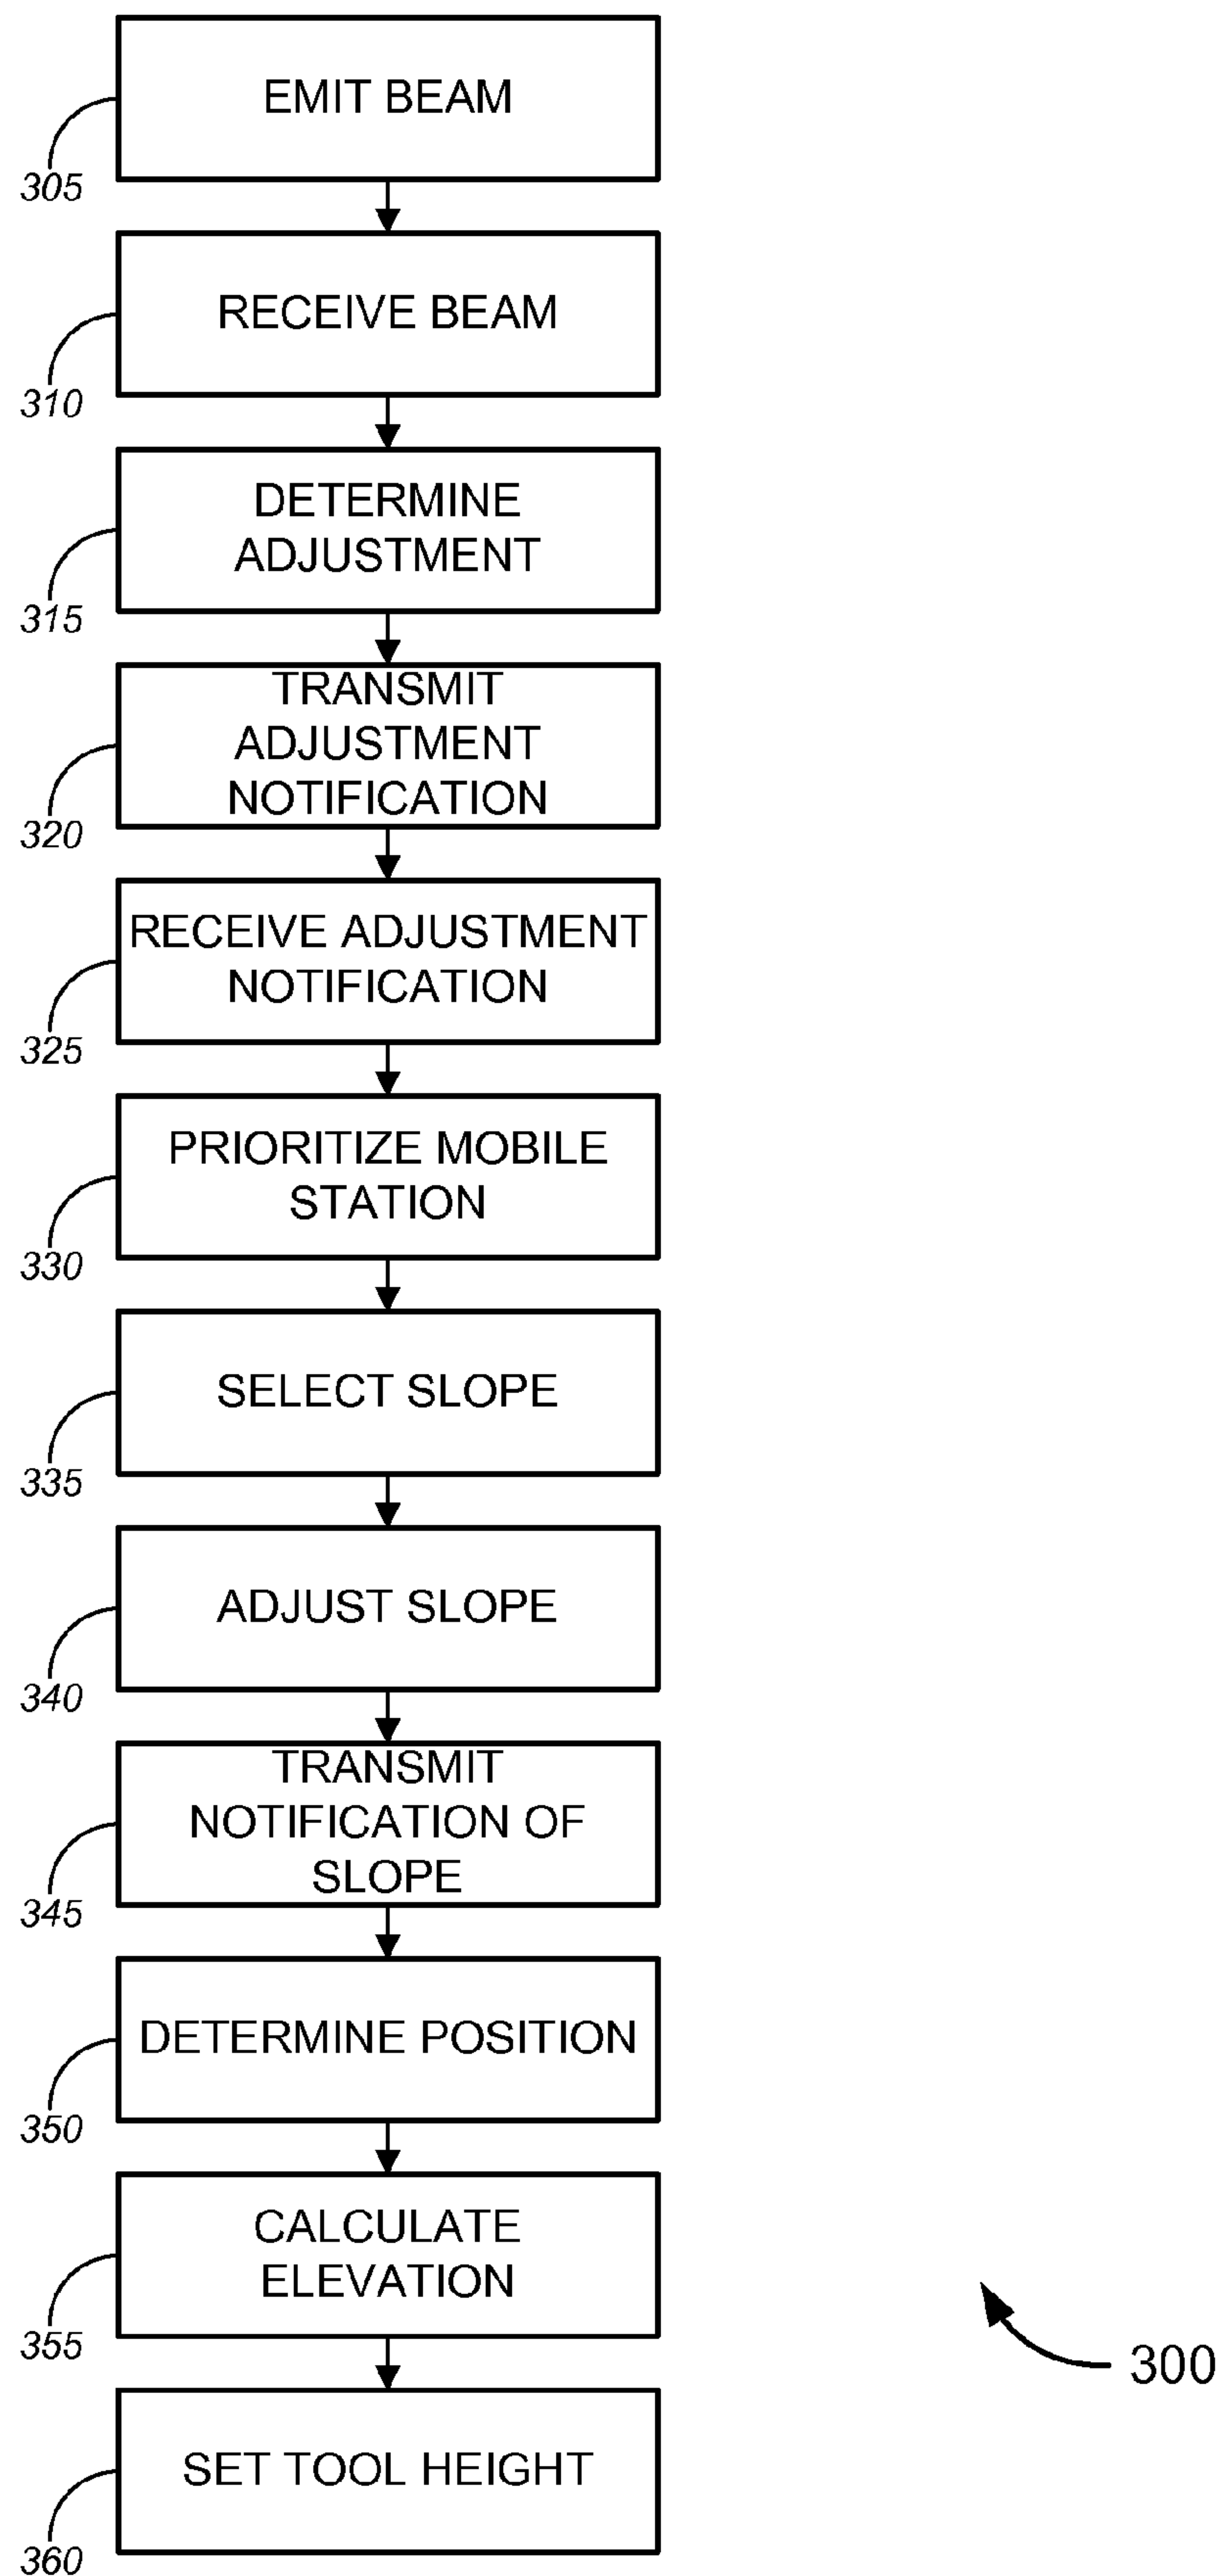 EMIT BEAM
305
RECEIVE BEAM
310
DETERMINE
ADJUSTMENT
315
TRANSMIT
ADJUSTMENT
NOTIFICATION
320
RECEIVE ADJUSTMENT
NOTIFICATION
325
PRIORITIZE MOBILE
STATION
330
SELECT SLOPE
335
ADJUST SLOPE
340
TRANSMIT
NOTIFICATION OF
SLOPE
345
DETERMINE POSITION
350
CALCULATE
ELEVATION
355
300
SET TOOL HEIGHT
360